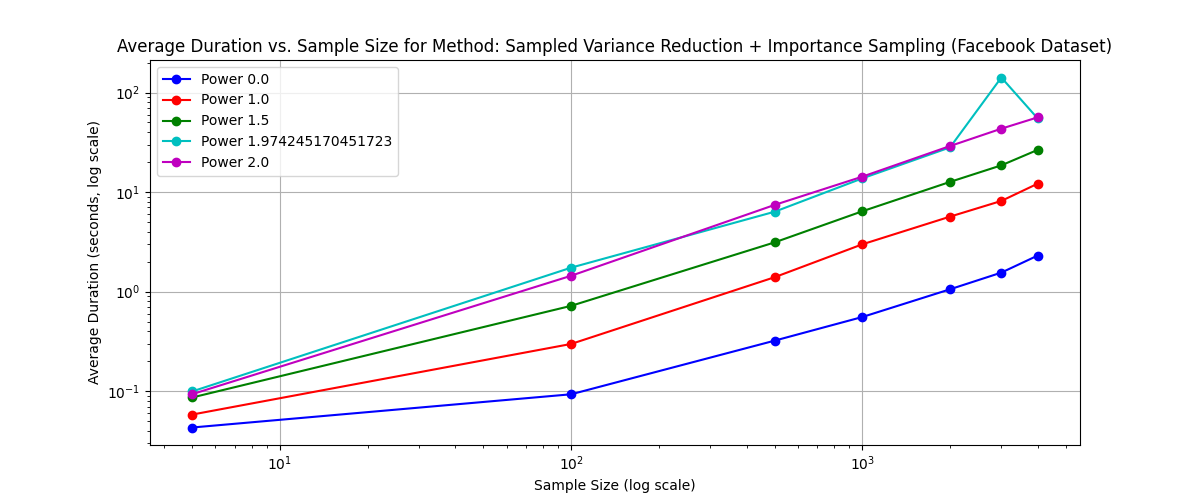 Average Duration vs. Sample Size for Method: Sampled Variance Reduction + Importance Sampling (Facebook Dataset)
Average Duration (seconds, log scale)
10²
10¹
10⁰
10⁻¹
Power 0.0
Power 1.0
Power 1.5
Power 1.974245170451723
Power 2.0
10¹ 10² 10³
Sample Size (log scale)